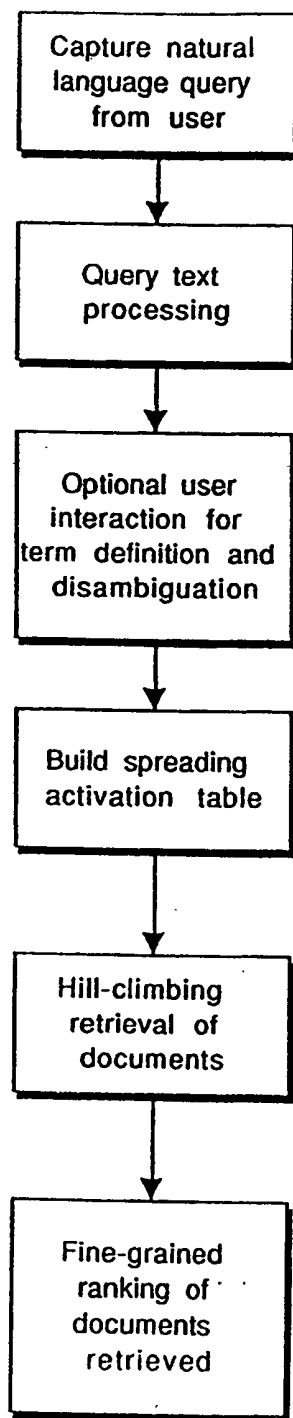 Capture natural
language query
from user
Query text
processing
Optional user
interaction for
term definition and
disambiguation
Build spreading
activation table
Hill-climbing
retrieval of
documents
Fine-grained
ranking of
documents
retrieved